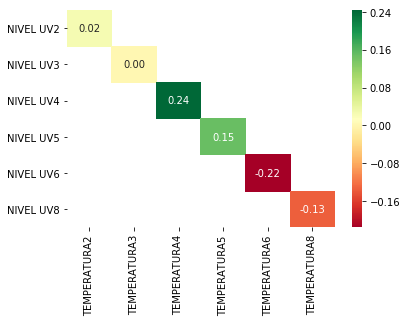 NIVEL UV2
NIVEL UV3
NIVEL UV4
NIVEL UV5
NIVEL UV6
NIVEL UV8
0.02
0.00
0.24
0.15
-0.22
-0.13
TEMPERATURA2
TEMPERATURA3
TEMPERATURA4
TEMPERATURA5
TEMPERATURA6
TEMPERATURA8
0.24
0.16
0.08
0.00
-0.08
-0.16